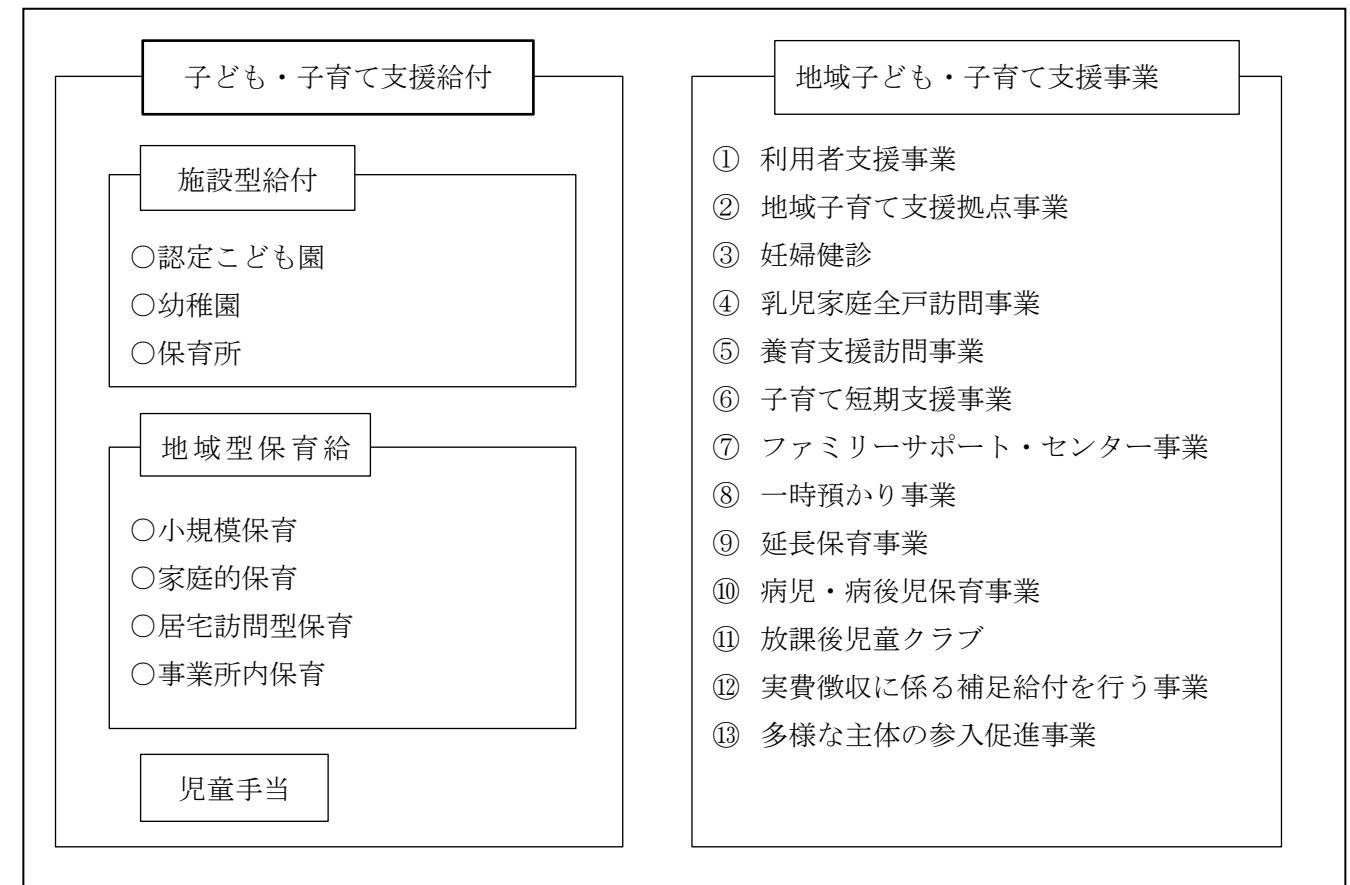 子ども・子育て支援給付
施設型給付
○認定こども園
○幼稚園
○保育所
地域型保育給
○小規模保育
○家庭的保育
○居宅訪問型保育
○事業所内保育
児童手当
地域子ども・子育て支援事業
① 利用者支援事業
② 地域子育て支援拠点事業
③ 妊婦健診
④ 乳児家庭全戸訪問事業
⑤ 養育支援訪問事業
⑥ 子育て短期支援事業
⑦ ファミリーサポート・センター事業
⑧ 一時預かり事業
⑨ 延長保育事業
⑩ 病児・病後児保育事業
⑪ 放課後児童クラブ
⑫ 実費徴収に係る補足給付を行う事業
⑬ 多様な主体の参入促進事業